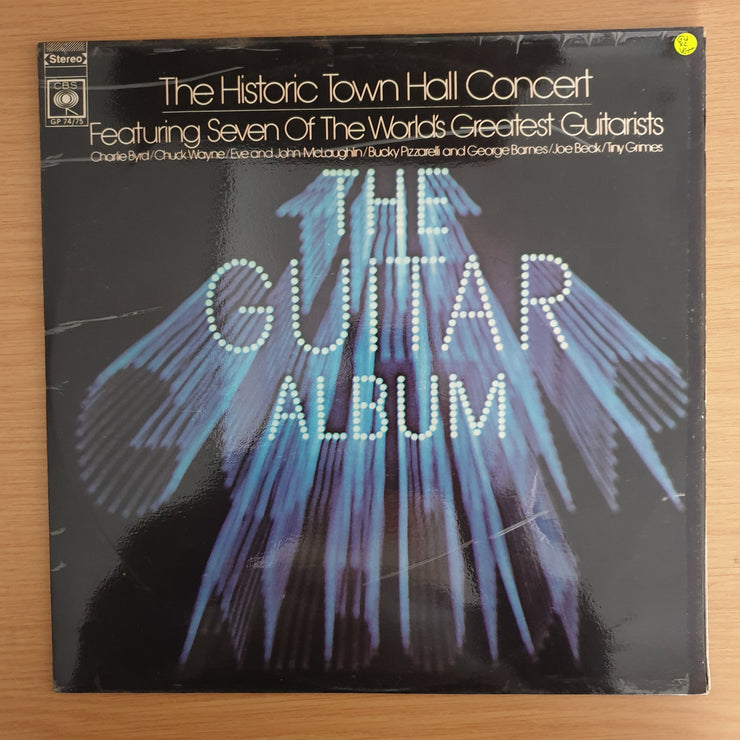 Stereo
CBS
GP 74/75
The Historic Town Hall Concert
Featuring Seven Of The World's Greatest Guitarists
Charlie Byrd/Chuck Wayne/Eve and John McLaughlin/Bucky Pizzarelli and George Barnes/Joe Beck/Tiny Grimes
THE
GUITAR
ALBUM